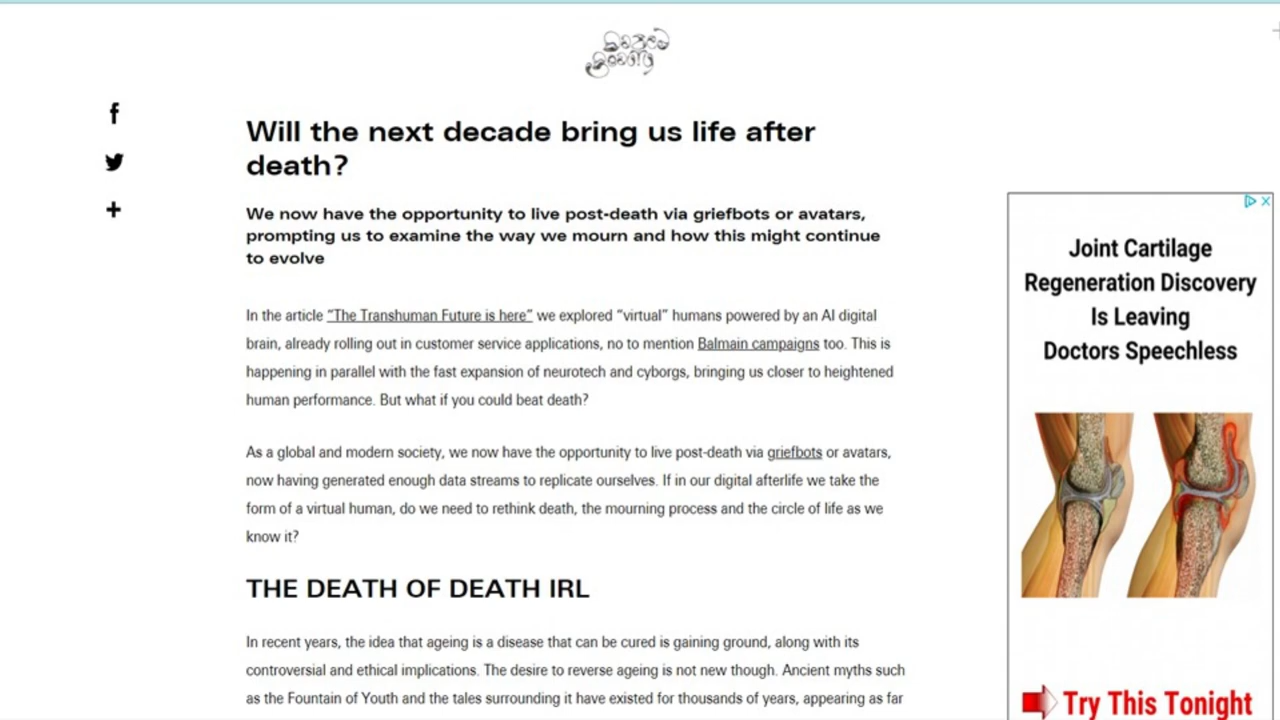 Will the next decade bring us life after
death?
We now have the opportunity to live post-death via griefbots or avatars,
prompting us to examine the way we mourn and how this might continue
to evolve
In the article “The Transhuman Future is here” we explored “virtual” humans powered by an AI digital
brain, already rolling out in customer service applications, no to mention Balmain campaigns too. This is
happening in parallel with the fast expansion of neurotech and cyborgs, bringing us closer to heightened
human performance. But what if you could beat death?
As a global and modern society, we now have the opportunity to live post-death via griefbots or avatars,
now having generated enough data streams to replicate ourselves. If in our digital afterlife we take the
form of a virtual human, do we need to rethink death, the mourning process and the circle of life as we
know it?
THE DEATH OF DEATH IRL
In recent years, the idea that ageing is a disease that can be cured is gaining ground, along with its
controversial and ethical implications. The desire to reverse ageing is not new though. Ancient myths such
as the Fountain of Youth and the tales surrounding it have existed for thousands of years, appearing as far
Joint Cartilage
Regeneration Discovery
Is Leaving
Doctors Speechless
Try This Tonight